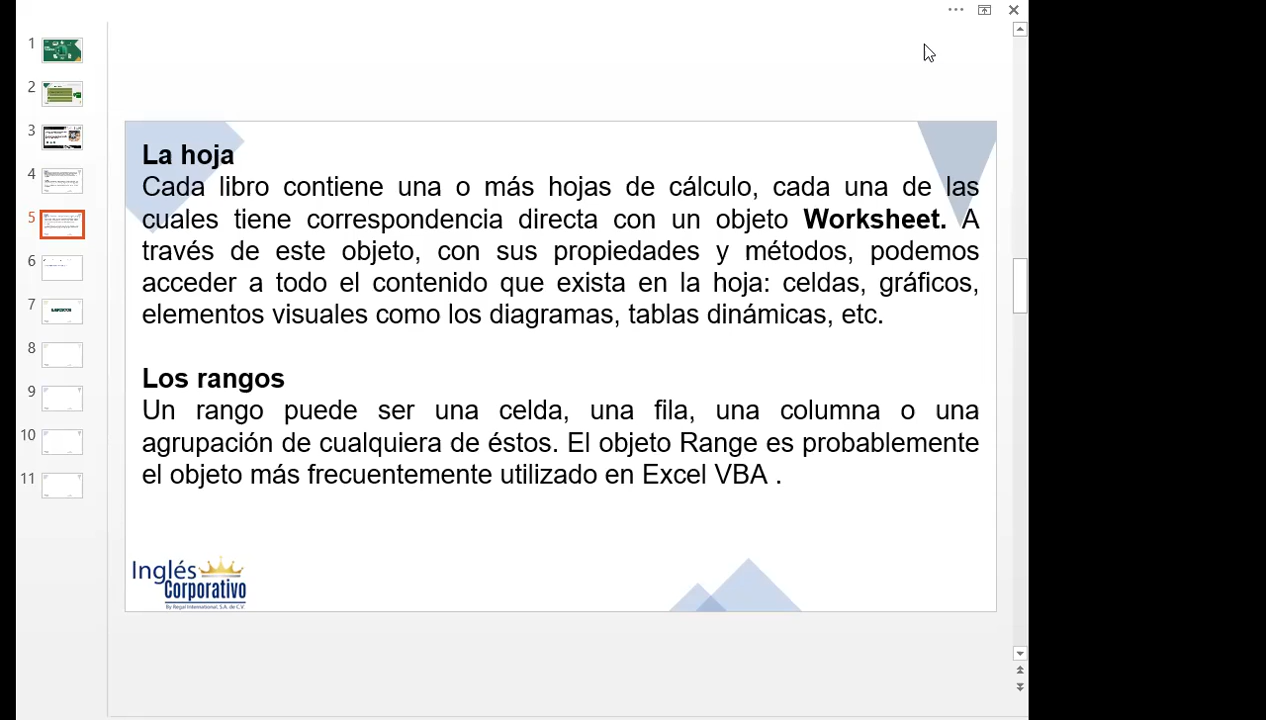 1
2
3
4
5
6
7
8
9
10
11
La hoja
Cada libro contiene una o más hojas de cálculo, cada una de las
cuales tiene correspondencia directa con un objeto Worksheet. A
través de este objeto, con sus propiedades y métodos, podemos
acceder a todo el contenido que exista en la hoja: celdas, gráficos,
elementos visuales como los diagramas, tablas dinámicas, etc.
Los rangos
Un rango puede ser una celda, una fila, una columna o una
agrupación de cualquiera de éstos. El objeto Range es probablemente
el objeto más frecuentemente utilizado en Excel VBA .
Inglés
Corporativo
By Regal International, S.A. de C.V.